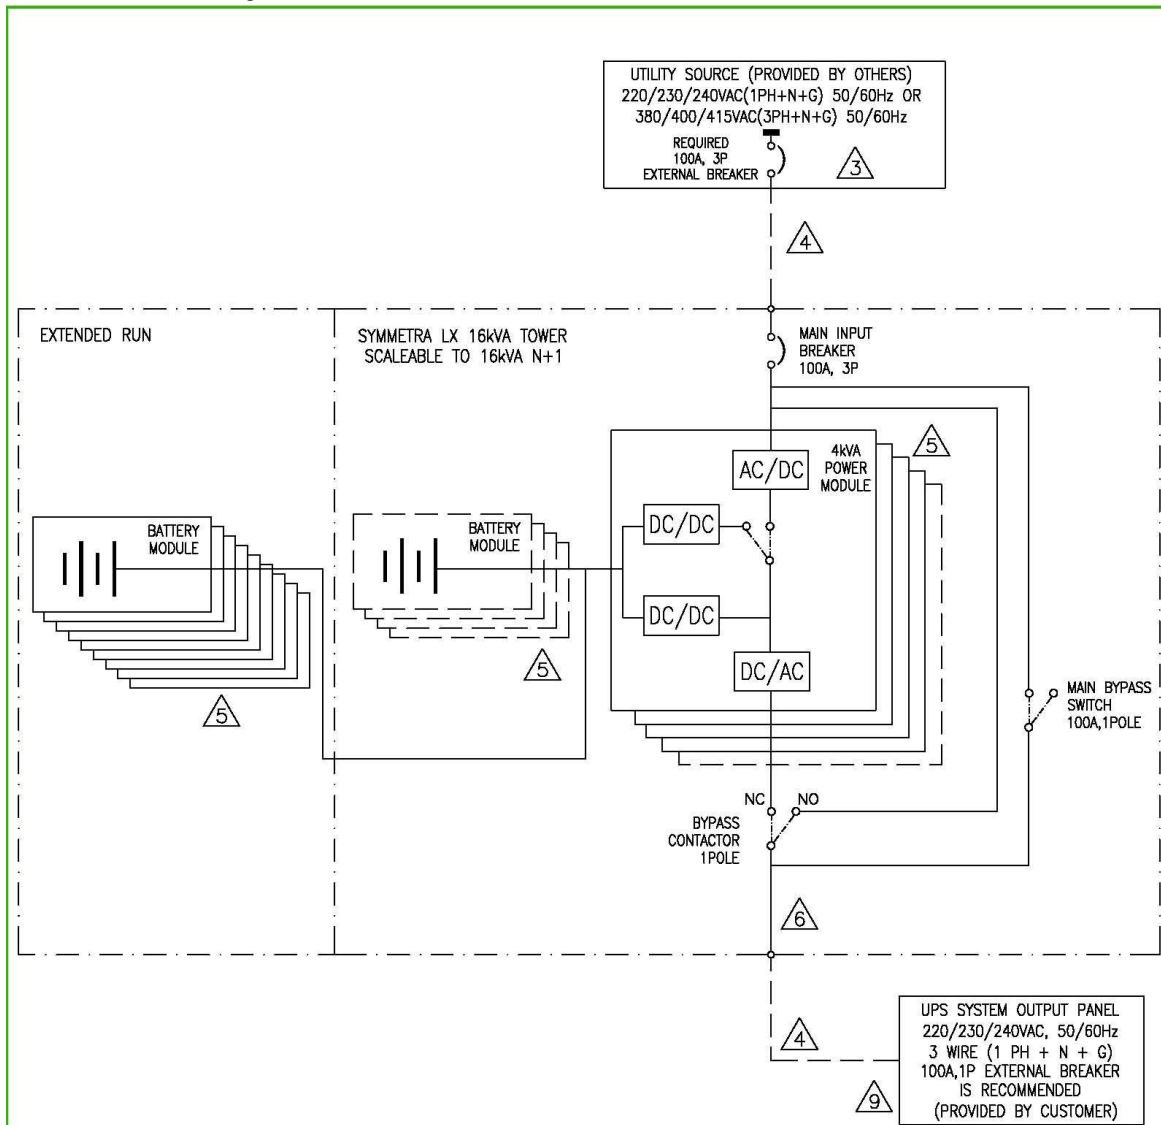 UTILITY SOURCE (PROVIDED BY OTHERS)
220/230/240VAC(1PH+N+G) 50/60Hz OR
380/400/415VAC(3PH+N+G) 50/60Hz
REQUIRED
100A, 3P
EXTERNAL BREAKER
3
4
EXTENDED RUN
SYMMETRA LX 16kVA TOWER
SCALEABLE TO 16kVA N+1
MAIN INPUT
BREAKER
100A, 3P
5
4kVA
POWER
MODULE
AC/DC
DC/DC
BATTERY
MODULE
BATTERY
MODULE
DC/DC
DC/AC
5
5
MAIN BYPASS
SWITCH
100A,1POLE
NC
NO
BYPASS
CONTACTOR
1POLE
6
4
9
UPS SYSTEM OUTPUT PANEL
220/230/240VAC, 50/60Hz
3 WIRE (1 PH + N + G)
100A,1P EXTERNAL BREAKER
IS RECOMMENDED
(PROVIDED BY CUSTOMER)